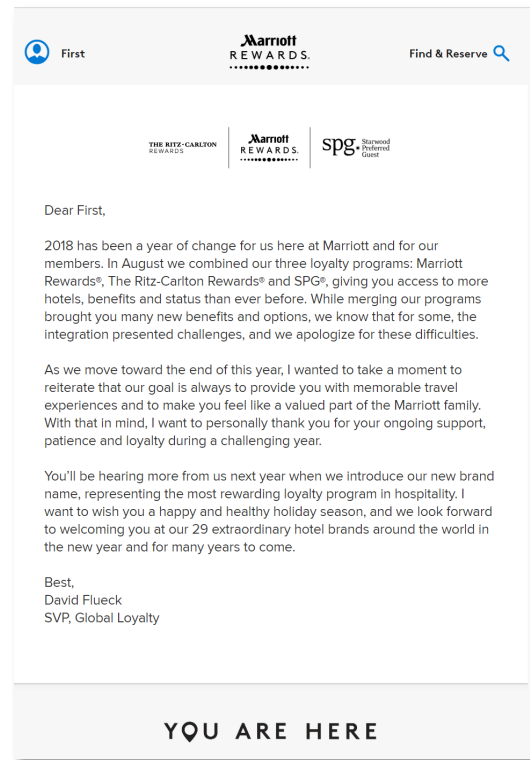 First
Marriott
REWARDS.
Find & Reserve
THE RITZ-CARLTON
REWARDS
Marriott
REWARDS.
spg.
Starwood
Preferred
Guest
Dear First,
2018 has been a year of change for us here at Marriott and for our
members. In August we combined our three loyalty programs: Marriott
Rewards®, The Ritz-Carlton Rewards® and SPG®, giving you access to more
hotels, benefits and status than ever before. While merging our programs
brought you many new benefits and options, we know that for some, the
integration presented challenges, and we apologize for these difficulties.
As we move toward the end of this year, I wanted to take a moment to
reiterate that our goal is always to provide you with memorable travel
experiences and to make you feel like a valued part of the Marriott family.
With that in mind, I want to personally thank you for your ongoing support,
patience and loyalty during a challenging year.
You’ll be hearing more from us next year when we introduce our new brand
name, representing the most rewarding loyalty program in hospitality. I
want to wish you a happy and healthy holiday season, and we look forward
to welcoming you at our 29 extraordinary hotel brands around the world in
the new year and for many years to come.
Best,
David Flueck
SVP, Global Loyalty
YOU ARE HERE